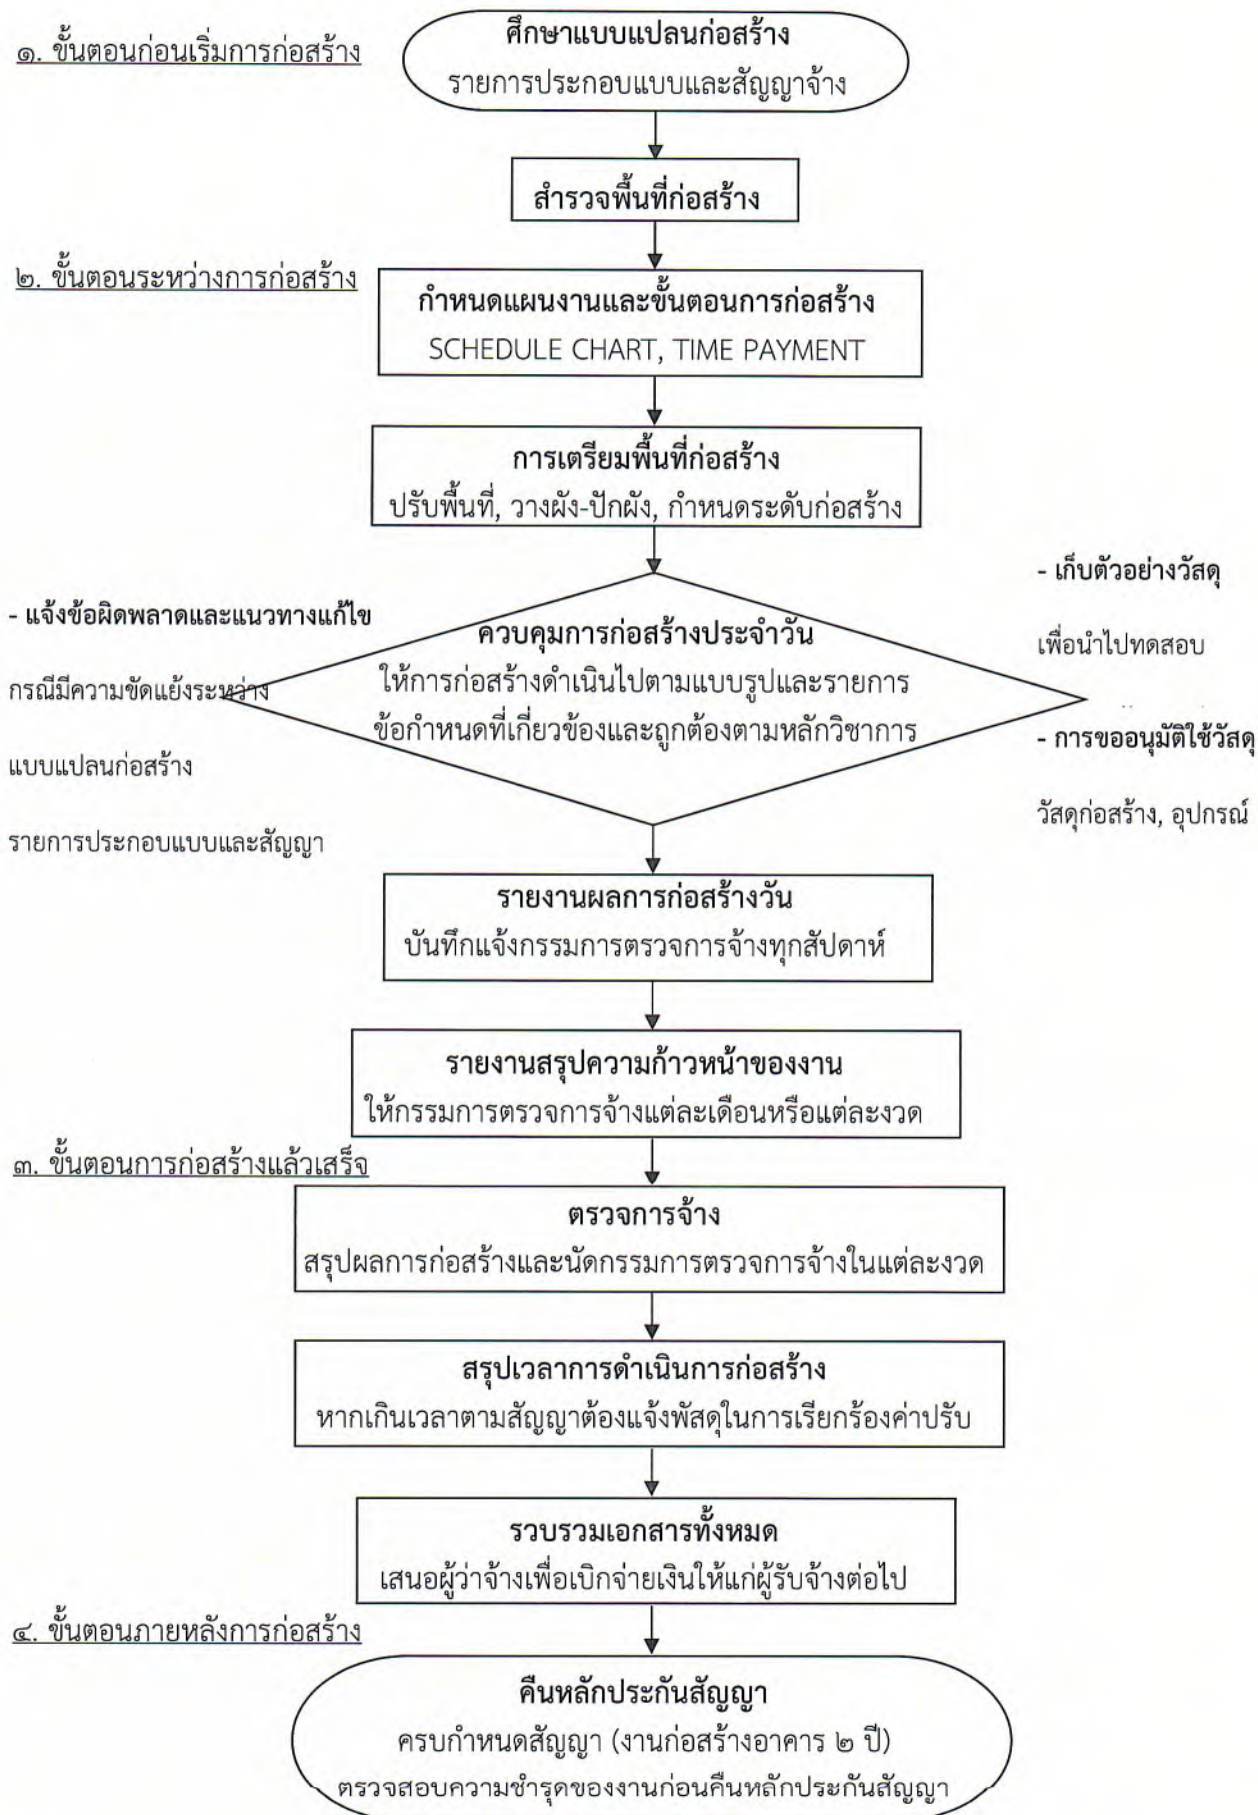 ๑. ขั้นตอนก่อนเริ่มการก่อสร้าง
ศึกษาแบบแปลนก่อสร้าง
รายการประกอบแบบและสัญญาจ้าง
สำรวจพื้นที่ก่อสร้าง
๒. ขั้นตอนระหว่างการก่อสร้าง
กำหนดแผนงานและขั้นตอนการก่อสร้าง
SCHEDULE CHART, TIME PAYMENT
การเตรียมพื้นที่ก่อสร้าง
ปรับพื้นที่, วางผัง-ปักผัง, กำหนดระดับก่อสร้าง
- แจ้งข้อผิดพลาดและแนวทางแก้ไข
กรณีมีความขัดแย้งระหว่าง
แบบแปลนก่อสร้าง
รายการประกอบแบบและสัญญา
ควบคุมการก่อสร้างประจำวัน
ให้การก่อสร้างดำเนินไปตามแบบรูปและรายการ
ข้อกำหนดที่เกี่ยวข้องและถูกต้องตามหลักวิชาการ
- เก็บตัวอย่างวัสดุ
เพื่อนำไปทดสอบ
- การขออนุมัติใช้วัสดุ
วัสดุก่อสร้าง, อุปกรณ์
รายงานผลการก่อสร้างวัน
บันทึกแจ้งกรรมการตรวจการจ้างทุกสัปดาห์
รายงานสรุปความก้าวหน้าของงาน
ให้กรรมการตรวจการจ้างแต่ละเดือนหรือแต่ละงวด
๓. ขั้นตอนการก่อสร้างแล้วเสร็จ
ตรวจการจ้าง
สรุปผลการก่อสร้างและนัดกรรมการตรวจการจ้างในแต่ละงวด
สรุปเวลาการดำเนินการก่อสร้าง
หากเกินเวลาตามสัญญาต้องแจ้งพัสดุในการเรียกร้องค่าปรับ
รวบรวมเอกสารทั้งหมด
เสนอผู้ว่าจ้างเพื่อเบิกจ่ายเงินให้แก่ผู้รับจ้างต่อไป
๔. ขั้นตอนภายหลังการก่อสร้าง
คืนหลักประกันสัญญา
ครบกำหนดสัญญา (งานก่อสร้างอาคาร ๒ ปี)
ตรวจสอบความชำรุดของงานก่อนคืนหลักประกันสัญญา